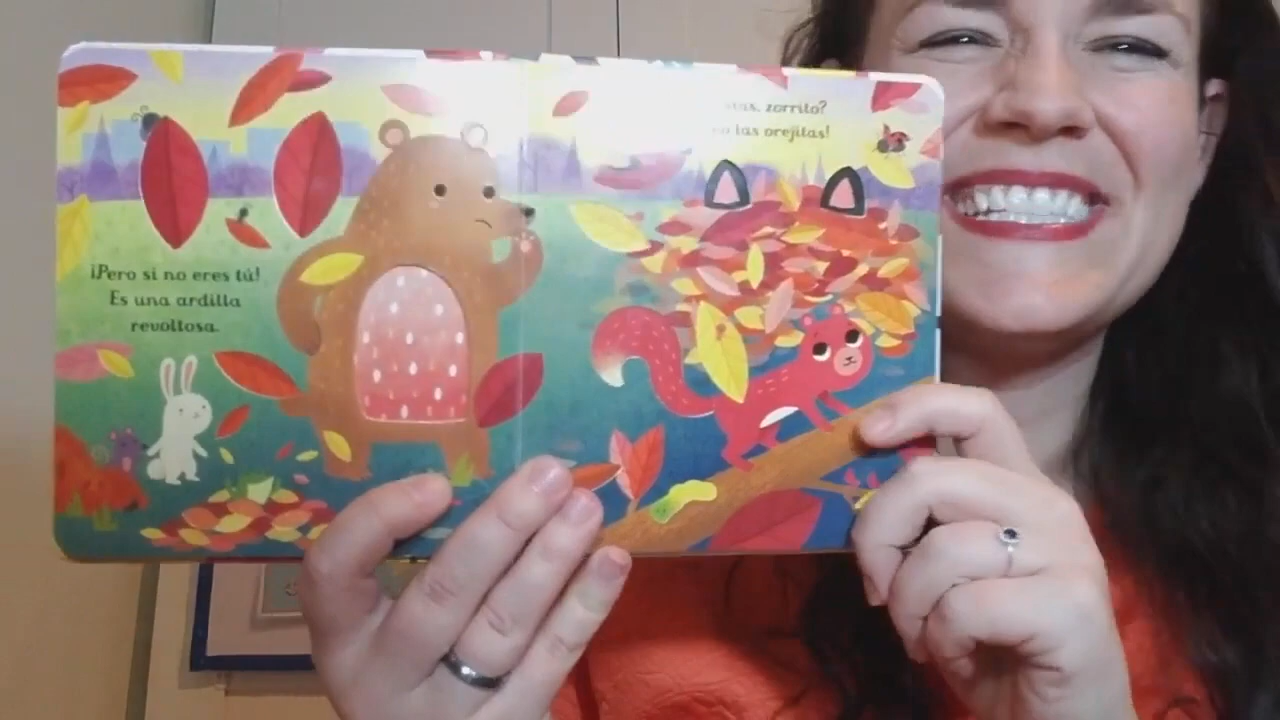 ¡Pero si no eres tú!
Es una ardilla
revoltosa.
zorrito?
las orejitas!